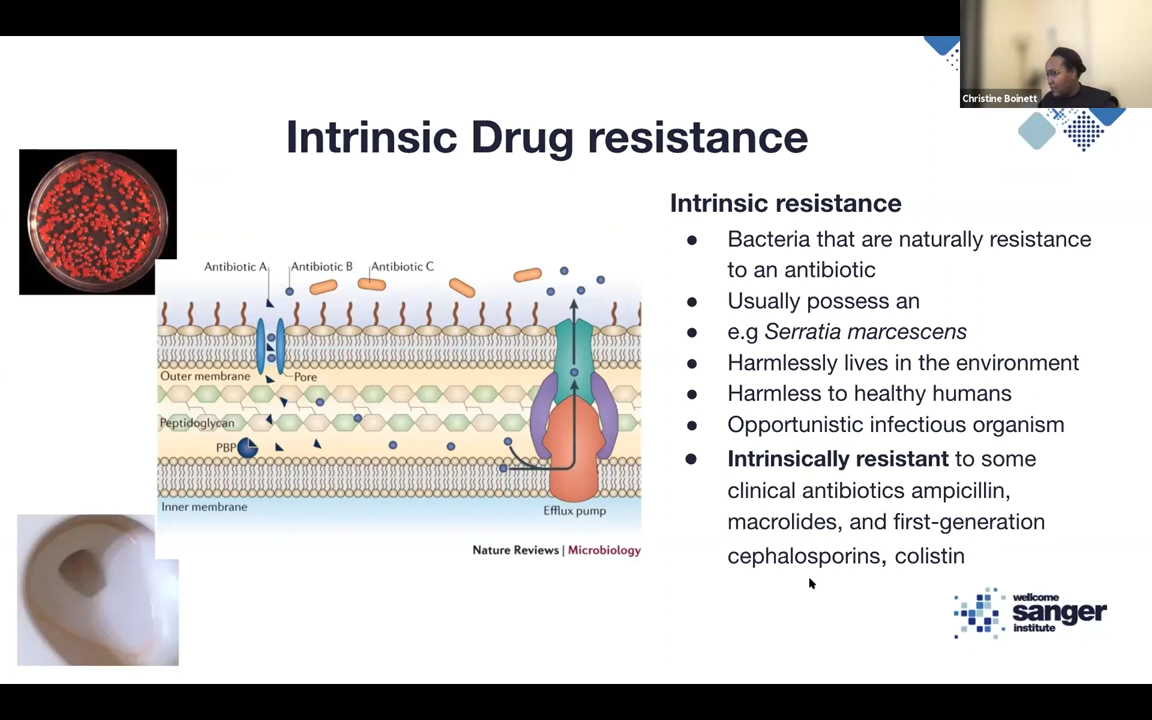 Christine Boinett
Intrinsic Drug resistance
Antibiotic A
Antibiotic B
Antibiotic C
Outer membrane
Pore
Peptidoglycan
PBP
Inner membrane
Efflux pump
Nature Reviews | Microbiology
Intrinsic resistance
● Bacteria that are naturally resistance
to an antibiotic
● Usually possess an
● e.g Serratia marcescens
● Harmlessly lives in the environment
● Harmless to healthy humans
● Opportunistic infectious organism
● Intrinsically resistant to some
clinical antibiotics ampicillin,
macrolides, and first-generation
cephalosporins, colistin
wellcome
sanger
institute